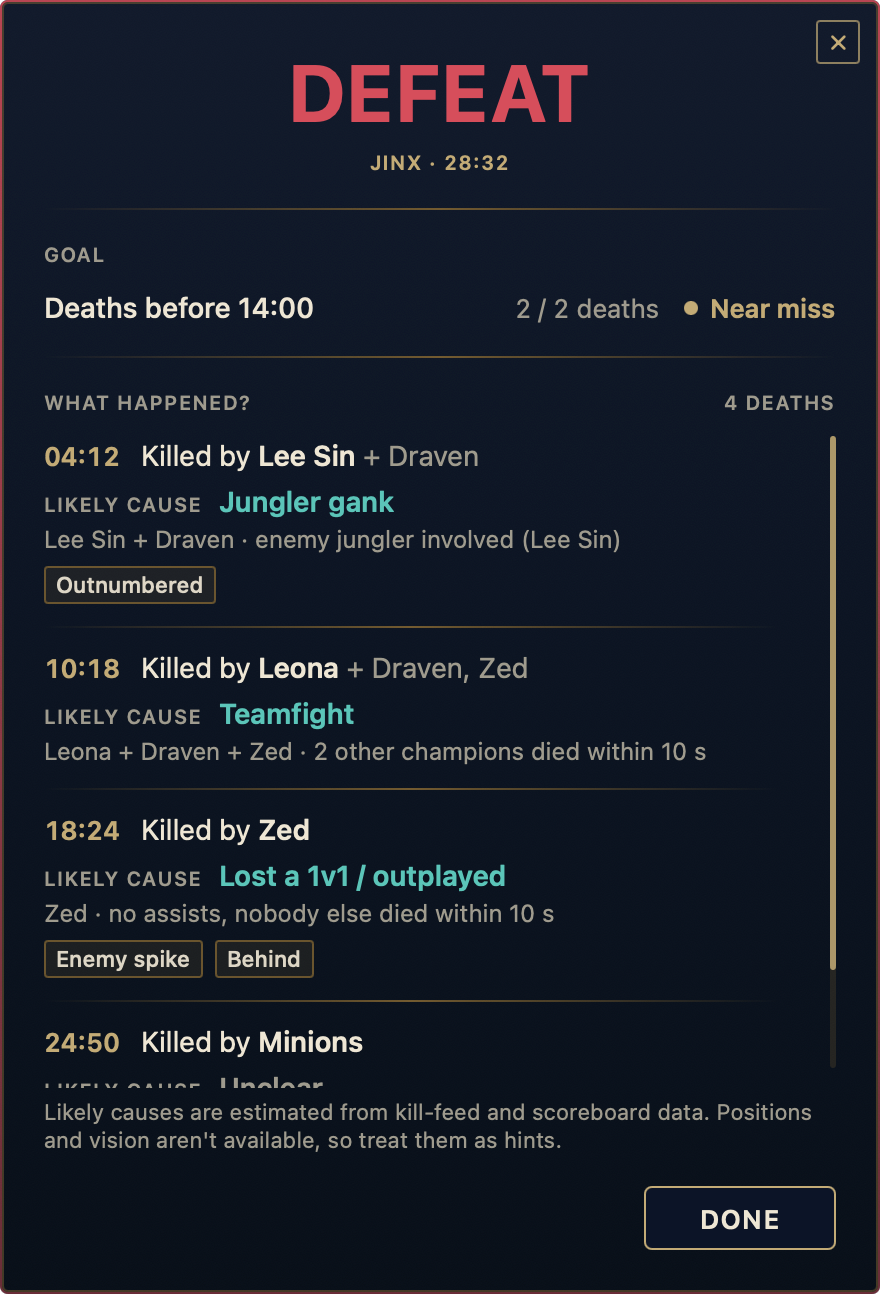 DEFEAT
JINX · 28:32
GOAL
Deaths before 14:00 2 / 2 deaths Near miss
WHAT HAPPENED? 4 DEATHS
04:12 Killed by Lee Sin + Draven
LIKELY CAUSE Jungler gank
Lee Sin + Draven · enemy jungler involved (Lee Sin)
Outnumbered
10:18 Killed by Leona + Draven, Zed
LIKELY CAUSE Teamfight
Leona + Draven + Zed · 2 other champions died within 10 s
18:24 Killed by Zed
LIKELY CAUSE Lost a 1v1 / outplayed
Zed · no assists, nobody else died within 10 s
Enemy spike Behind
24:50 Killed by Minions
LIKELY CAUSE Unclear
Likely causes are estimated from kill-feed and scoreboard data. Positions
and vision aren't available, so treat them as hints.
DONE